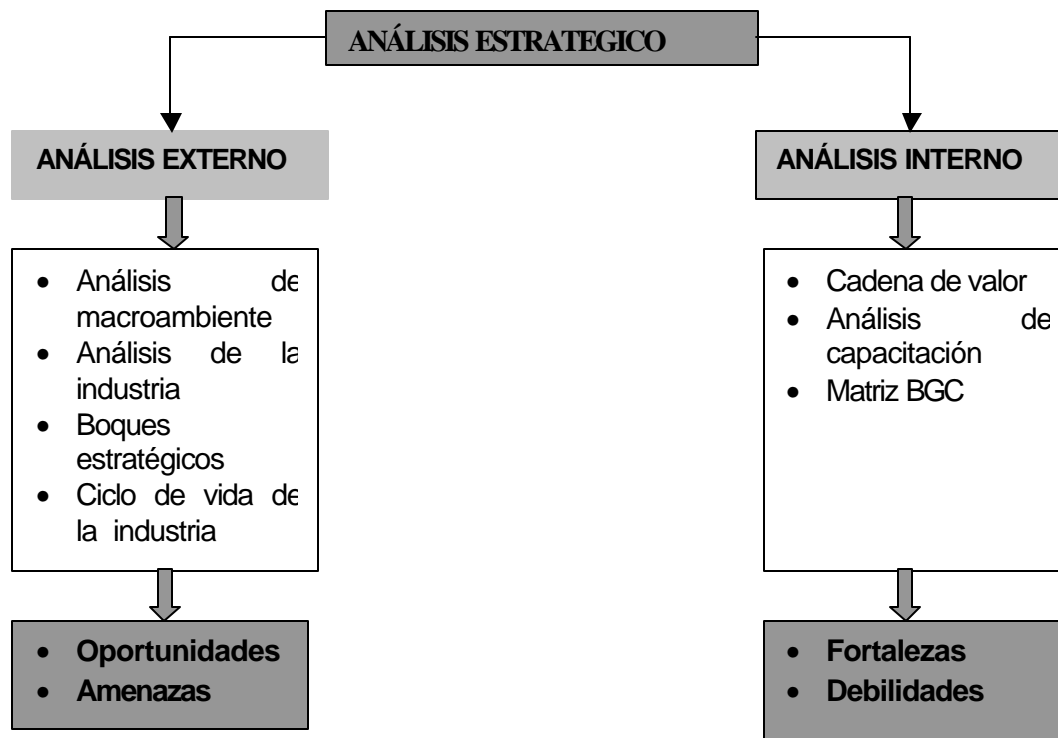 ANÁLISIS ESTRATEGICO
ANÁLISIS EXTERNO
• Análisis de
macroambiente
• Análisis de la
industria
• Boques
estratégicos
• Ciclo de vida de
la industria
• Oportunidades
• Amenazas
ANÁLISIS INTERNO
• Cadena de valor
• Análisis de
capacitación
• Matriz BGC
• Fortalezas
• Debilidades